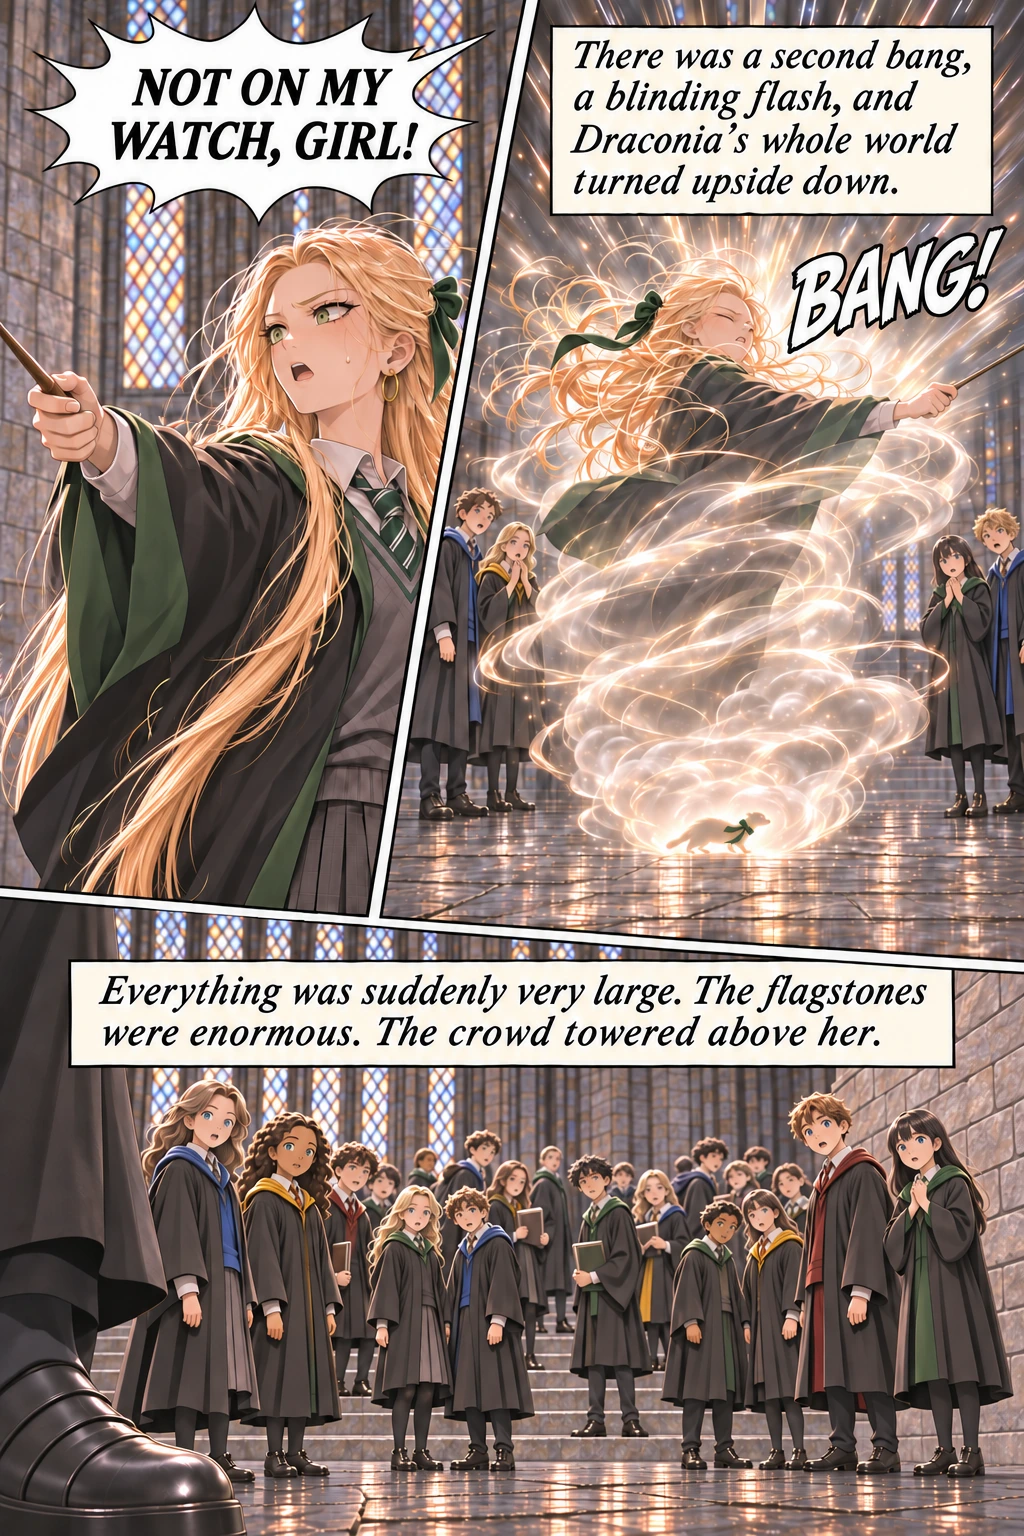 NOT ON MY
WATCH, GIRL!
There was a second bang,
a blinding flash, and
Draconia's whole world
turned upside down.
BANG!
Everything was suddenly very large. The flagstones
were enormous. The crowd towered above her.